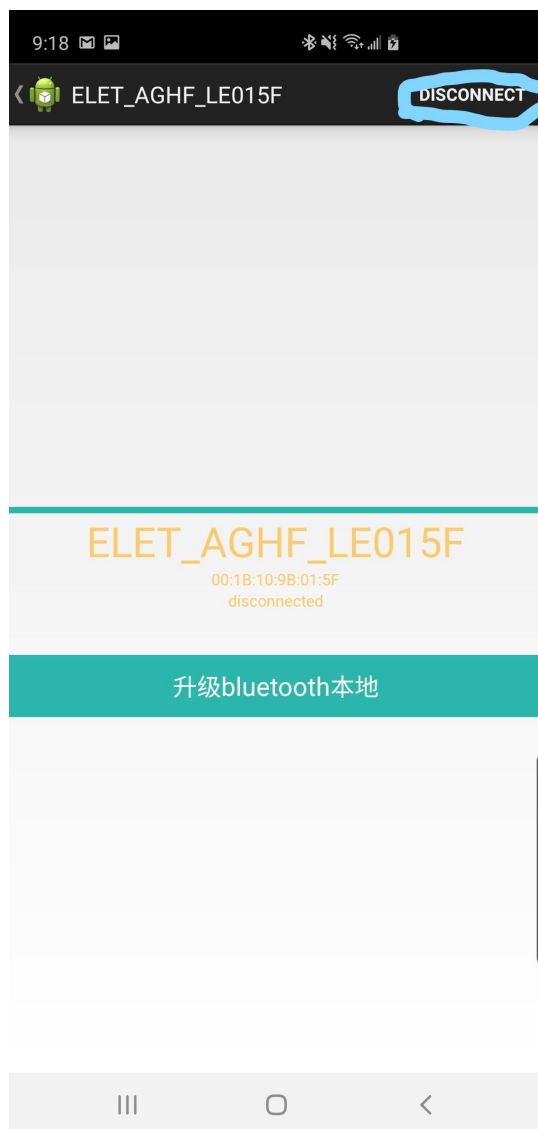 9:18
ELET_AGHF_LE015F DISCONNECT
ELET_AGHF_LE015F
00:1B:10:9B:01:5F
disconnected
升级bluetooth本地